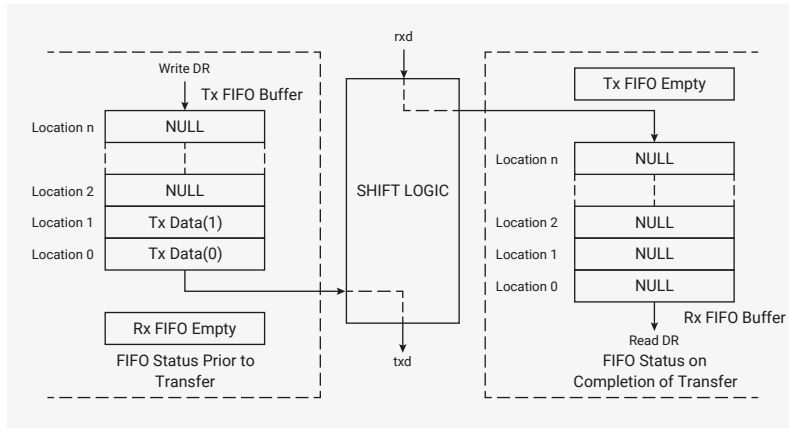 rxd
Write DR
Tx FIFO Buffer
Location n
NULL
Location 2
NULL
Location 1
Tx Data(1)
Location 0
Tx Data(0)
Rx FIFO Empty
FIFO Status Prior to
Transfer
SHIFT LOGIC
txd
Tx FIFO Empty
Location n
NULL
Location 2
NULL
Location 1
NULL
Location 0
NULL
Rx FIFO Buffer
Read DR
FIFO Status on
Completion of Transfer